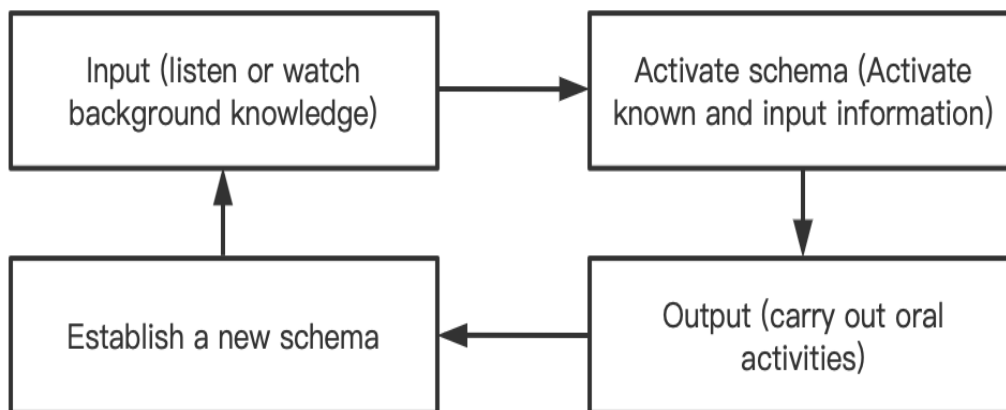 Input (listen or watch
background knowledge)
Activate schema (Activate
known and input information)
Output (carry out oral
activities)
Establish a new schema